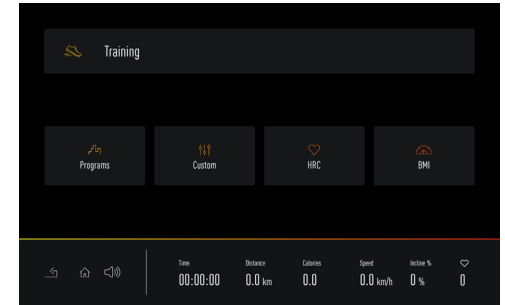 Training
Programs
Custom
HRC
BMI
Time
Distance
Calories
Speed
Incline %
00:00:00
0.0 km
0.0
0.0 km/h
0 %
0